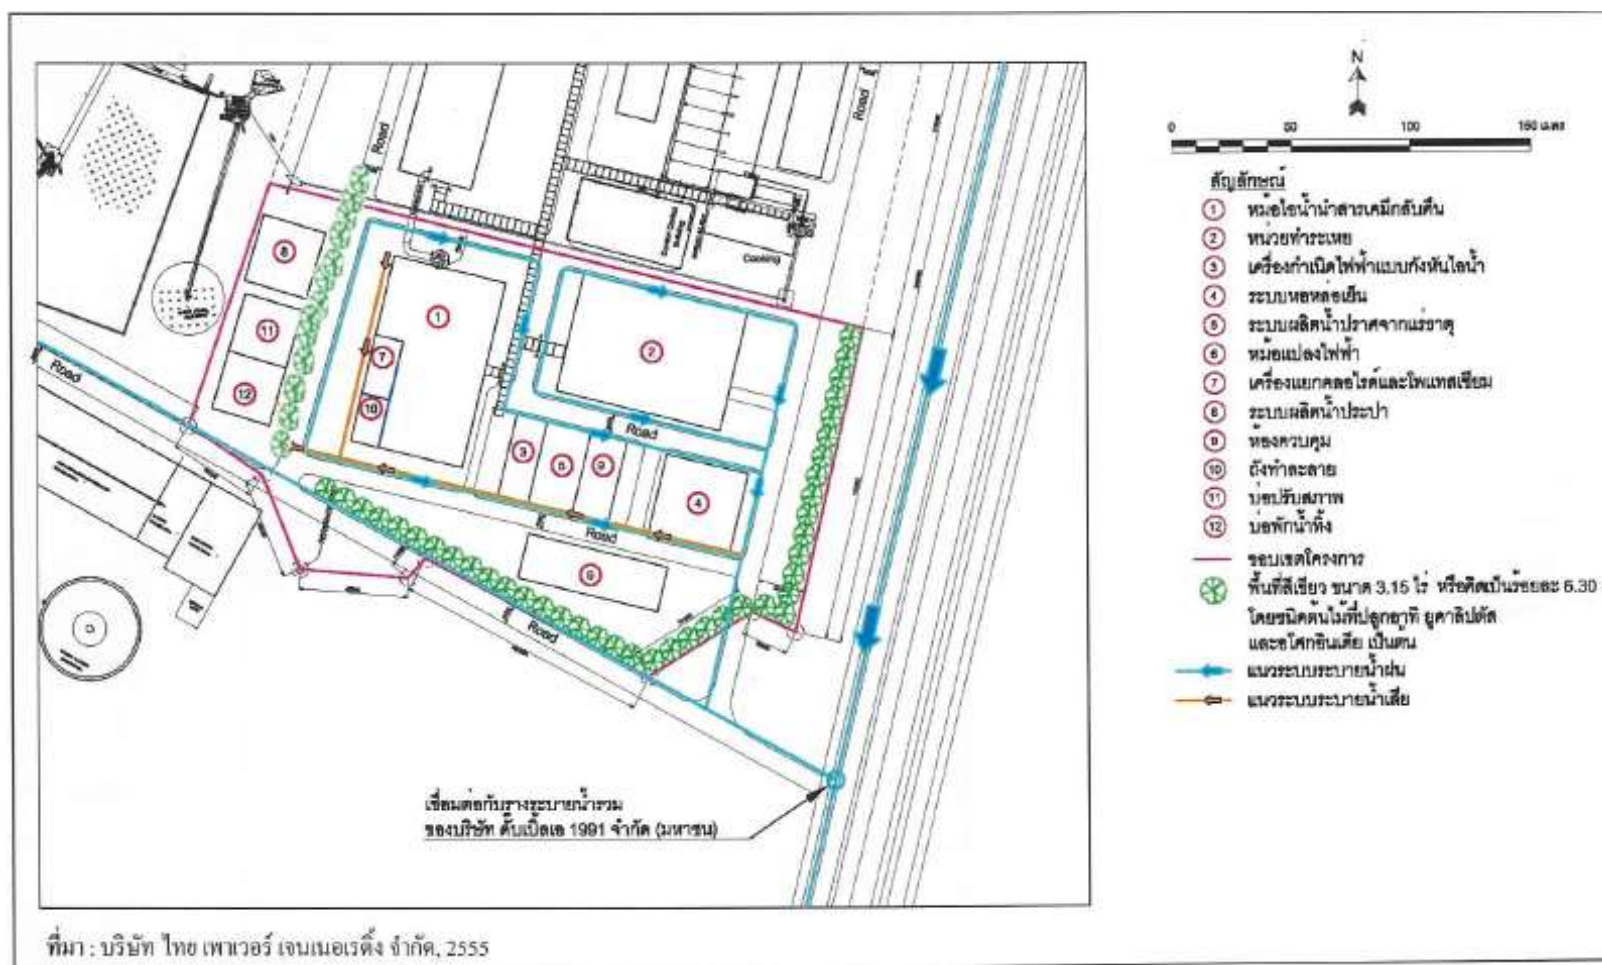 Road
Road
N
0 50 100 150 เมตร
สัญลักษณ์
1 หม้อไอน้ำนำสารเคมีกลับคืน
2 หน่วยทำระเหย
3 เครื่องกำเนิดไฟฟ้าแบบกังหันไอน้ำ
4 ระบบหอหล่อเย็น
5 ระบบผลิตน้ำปราศจากแร่ธาตุ
6 หม้อแปลงไฟฟ้า
7 เครื่องแยกคลอไรด์และโพแทสเซียม
8 ระบบผลิตน้ำประปา
9 ห้องควบคุม
10 ถังทำละลาย
11 บ่อปรับสภาพ
12 บ่อพักน้ำทิ้ง
ขอบเขตโครงการ
พื้นที่สีเขียว ขนาด 3.15 ไร่ หรือคิดเป็นร้อยละ 6.30
โดยชนิดต้นไม้ที่ปลูกอาทิ ยูคาลิปตัส
และอโศกอินเดีย เป็นต้น
แนวระบบระบายน้ำฝน
แนวระบบระบายน้ำเสีย
8
Cooking
11
1
7
2
12
10
Road
Road
3
5
9
4
Road
6
Road
เชื่อมต่อกับรางระบายน้ำรวม
ของบริษัท ดั๊บเบิ้ลเอ 1991 จำกัด (มหาชน)
ที่มา : บริษัท ไทย เพาเวอร์ เจนเนอเรติ้ง จำกัด, 2555